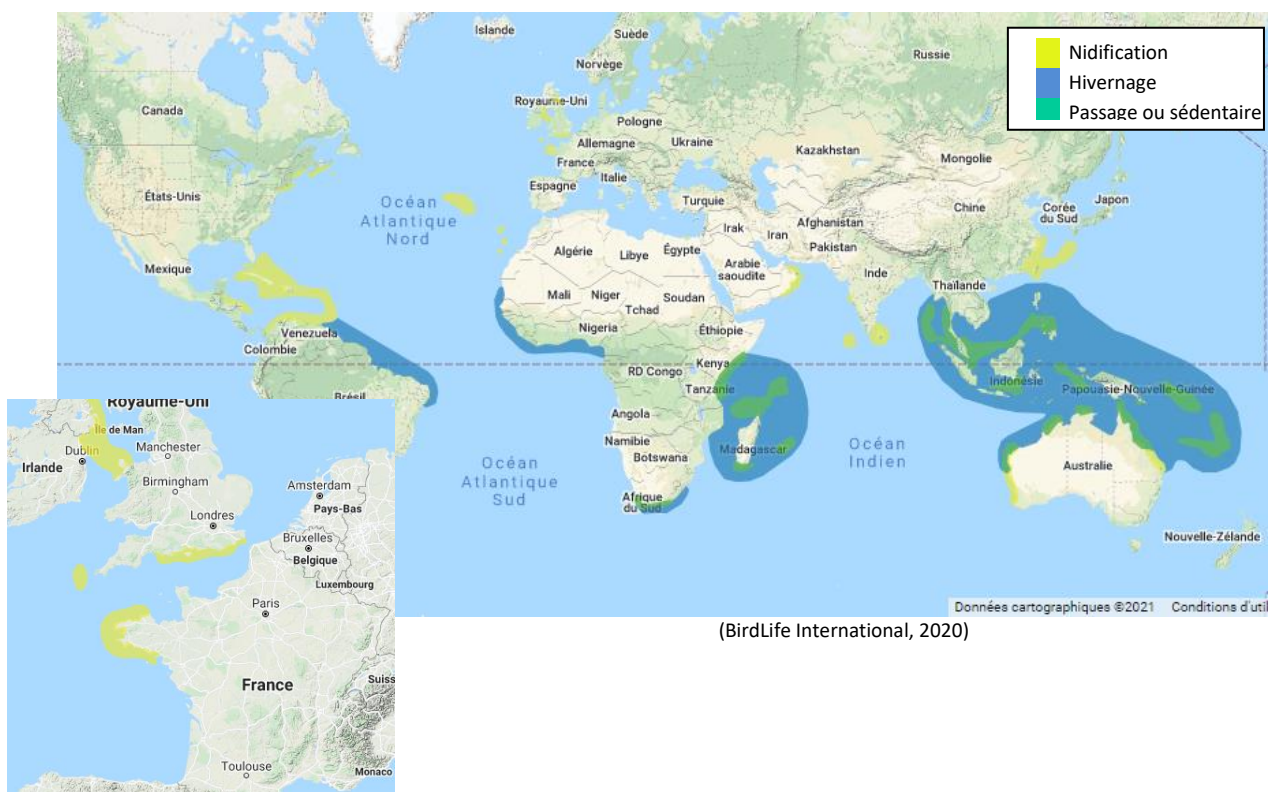 Nidification
Hivernage
Passage ou sédentaire
Islande
Suède
Norvège
Russie
Canada
Royaume-Uni
Pologne
Allemagne
Ukraine
France
Kazakhstan
Mongolie
Italie
Espagne
Turquie
États-Unis
Océan
Atlantique
Nord
Chine
Corée
du Sud
Japon
Afghanistan
Irak
Iran
Pakistan
Algérie
Libye
Égypte
Arabie
saoudite
Inde
Mexique
Mali
Niger
Tchad
Soudan
Thaïlande
Nigeria
Éthiopie
Venezuela
Colombie
Kenya
RD Congo
Tanzanie
Indonésie
Papouasie-Nouvelle-Guinée
Brésil
Angola
Namibie
Botswana
Madagascar
Océan
Indien
Australie
Océan
Atlantique
Sud
Afrique
du Sud
Nouvelle-Zélande
Données cartographiques ©2021 Conditions d'util
(BirdLife International, 2020)
Royaume-Uni
Île de Man
Dublin
Manchester
Irlande
Birmingham
Amsterdam
Pays-Bas
Londres
Bruxelles
Belgique
Luxembourg
Paris
France
Suiss
Toulouse
Monaco